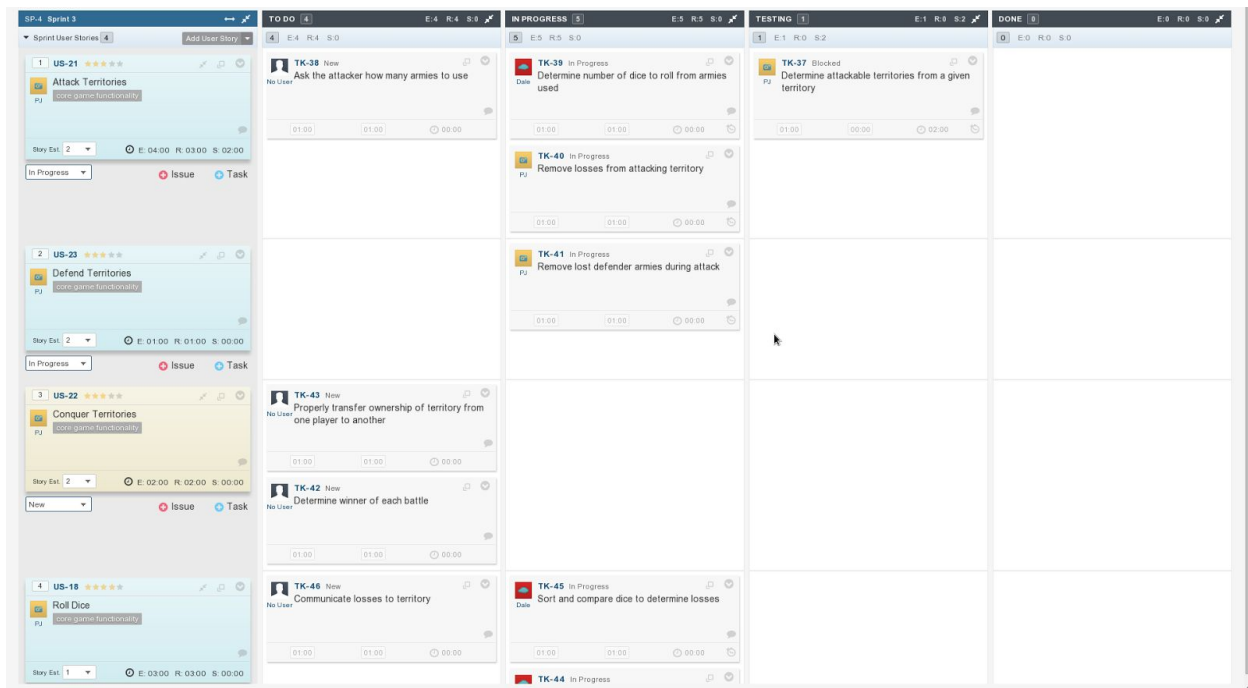 SP-4 Sprint 3
TO DO 4 E:4 R:4 S:0
IN PROGRESS 5 E:5 R:5 S:0
TESTING 1 E:1 R:0 S:2
DONE 0 E:0 R:0 S:0
Sprint User Stories 4 Add User Story
4 E:4 R:4 S:0
5 E:5 R:5 S:0
1 E:1 R:0 S:2
0 E:0 R:0 S:0
1 US-21
Attack Territories
core game functionality
PJ
Story Est. 2 E: 04:00 R: 03:00 S: 02:00
In Progress Issue Task
TK-38 New
Ask the attacker how many armies to use
No User
01:00 01:00 00:00
TK-39 In Progress
Determine number of dice to roll from armies
used
Dale
01:00 01:00 00:00
TK-40 In Progress
Remove losses from attacking territory
PJ
01:00 01:00 00:00
TK-37 Blocked
Determine attackable territories from a given
territory
PJ
01:00 00:00 02:00
2 US-23
Defend Territories
core game functionality
PJ
Story Est. 2 E: 01:00 R: 01:00 S: 00:00
In Progress Issue Task
TK-41 In Progress
Remove lost defender armies during attack
PJ
01:00 01:00 00:00
3 US-22
Conquer Territories
core game functionality
PJ
Story Est. 2 E: 02:00 R: 02:00 S: 00:00
New Issue Task
TK-43 New
Properly transfer ownership of territory from
No User
one player to another
01:00 01:00 00:00
TK-42 New
Determine winner of each battle
No User
01:00 01:00 00:00
4 US-18
Roll Dice
core game functionality
PJ
Story Est. 1 E: 03:00 R: 03:00 S: 00:00
TK-46 New
Communicate losses to territory
No User
01:00 01:00 00:00
TK-45 In Progress
Sort and compare dice to determine losses
Dale
01:00 01:00 00:00
TK-44 In Progress